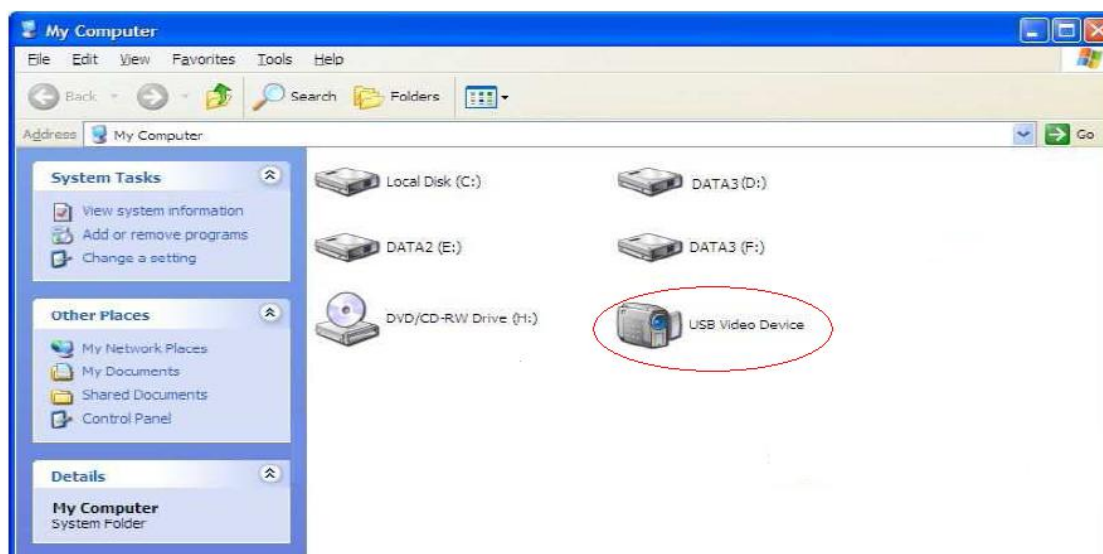 My Computer
File Edit View Favorites Tools Help
Back Search Folders
Address My Computer Go
System Tasks
View system information
Add or remove programs
Change a setting
Other Places
My Network Places
My Documents
Shared Documents
Control Panel
Details
My Computer
System Folder
Local Disk (C:) DATA3(D:)
DATA2 (E:) DATA3 (F:)
DVD/CD-RW Drive (H:) USB Video Device